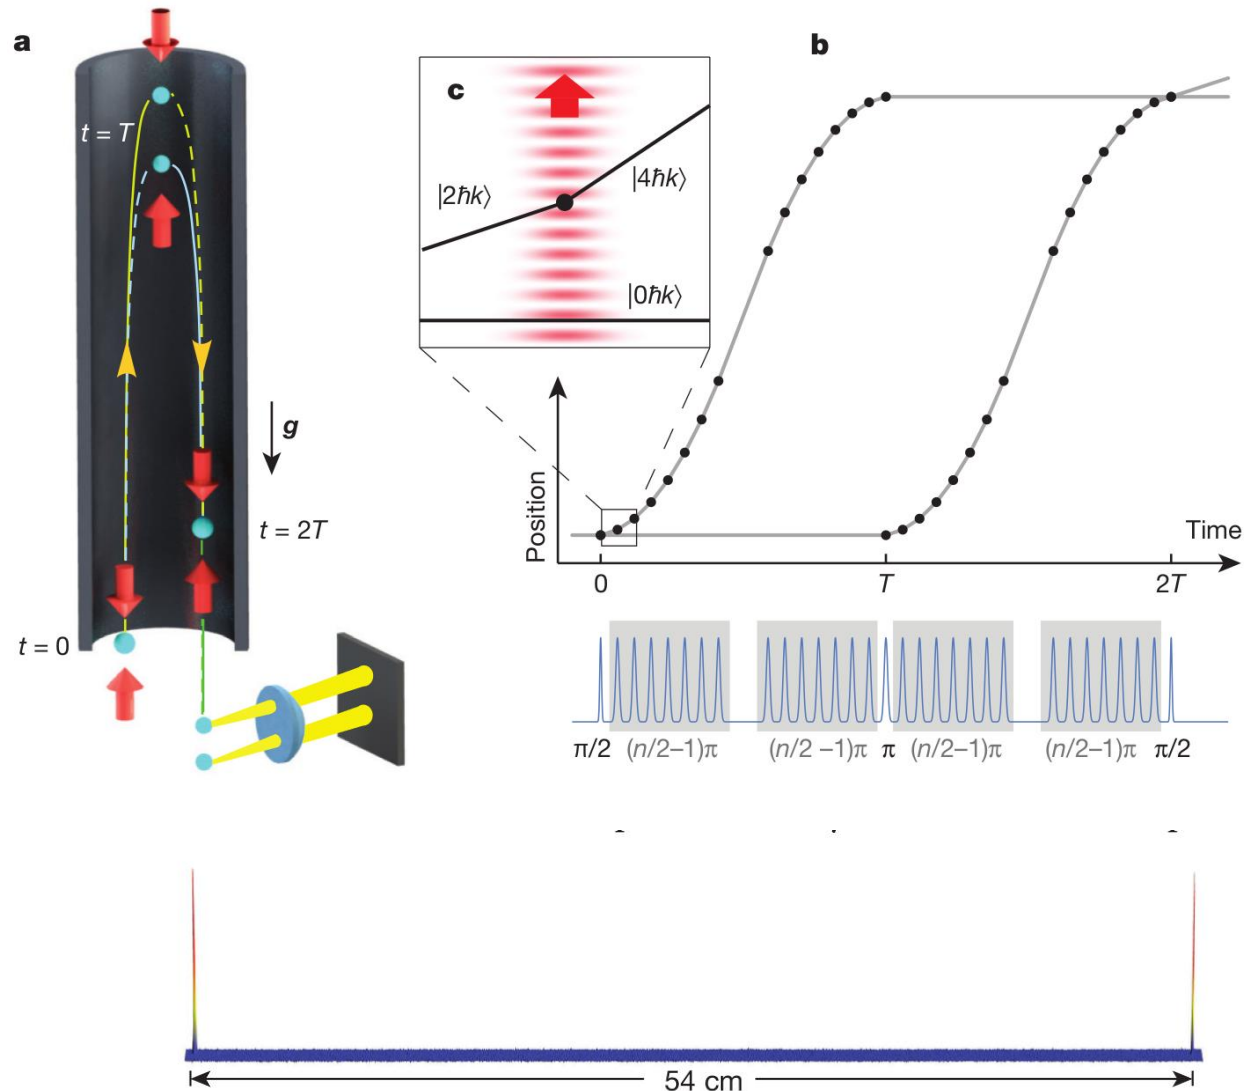 a
t = T
g
t = 2T
t = 0
c
|2ℏk⟩
|4ℏk⟩
|0ℏk⟩
b
Position
Time
0 T 2T
π/2 (n/2–1)π (n/2 –1)π π (n/2–1)π (n/2–1)π π/2
54 cm